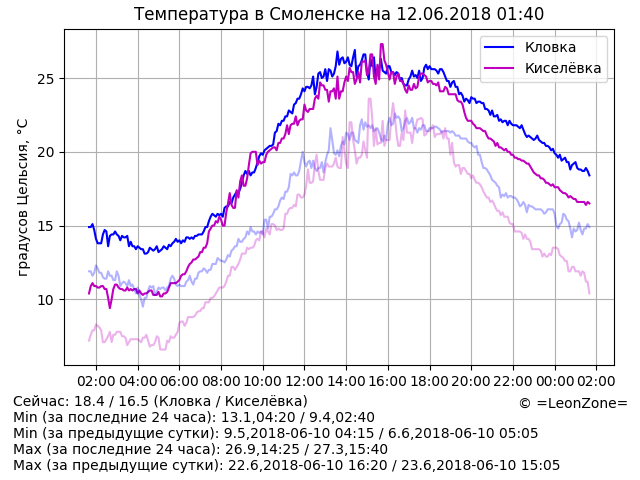 Температура в Смоленске на 12.06.2018 01:40
Кловка
Киселёвка
градусов Цельсия, °C
25
20
15
10
02:00 04:00 06:00 08:00 10:00 12:00 14:00 16:00 18:00 20:00 22:00 00:00 02:00
Сейчас: 18.4 / 16.5 (Кловка / Киселёвка)
© =LeonZone=
Min (за последние 24 часа): 13.1,04:20 / 9.4,02:40
Min (за предыдущие сутки): 9.5,2018-06-10 04:15 / 6.6,2018-06-10 05:05
Max (за последние 24 часа): 26.9,14:25 / 27.3,15:40
Max (за предыдущие сутки): 22.6,2018-06-10 16:20 / 23.6,2018-06-10 15:05